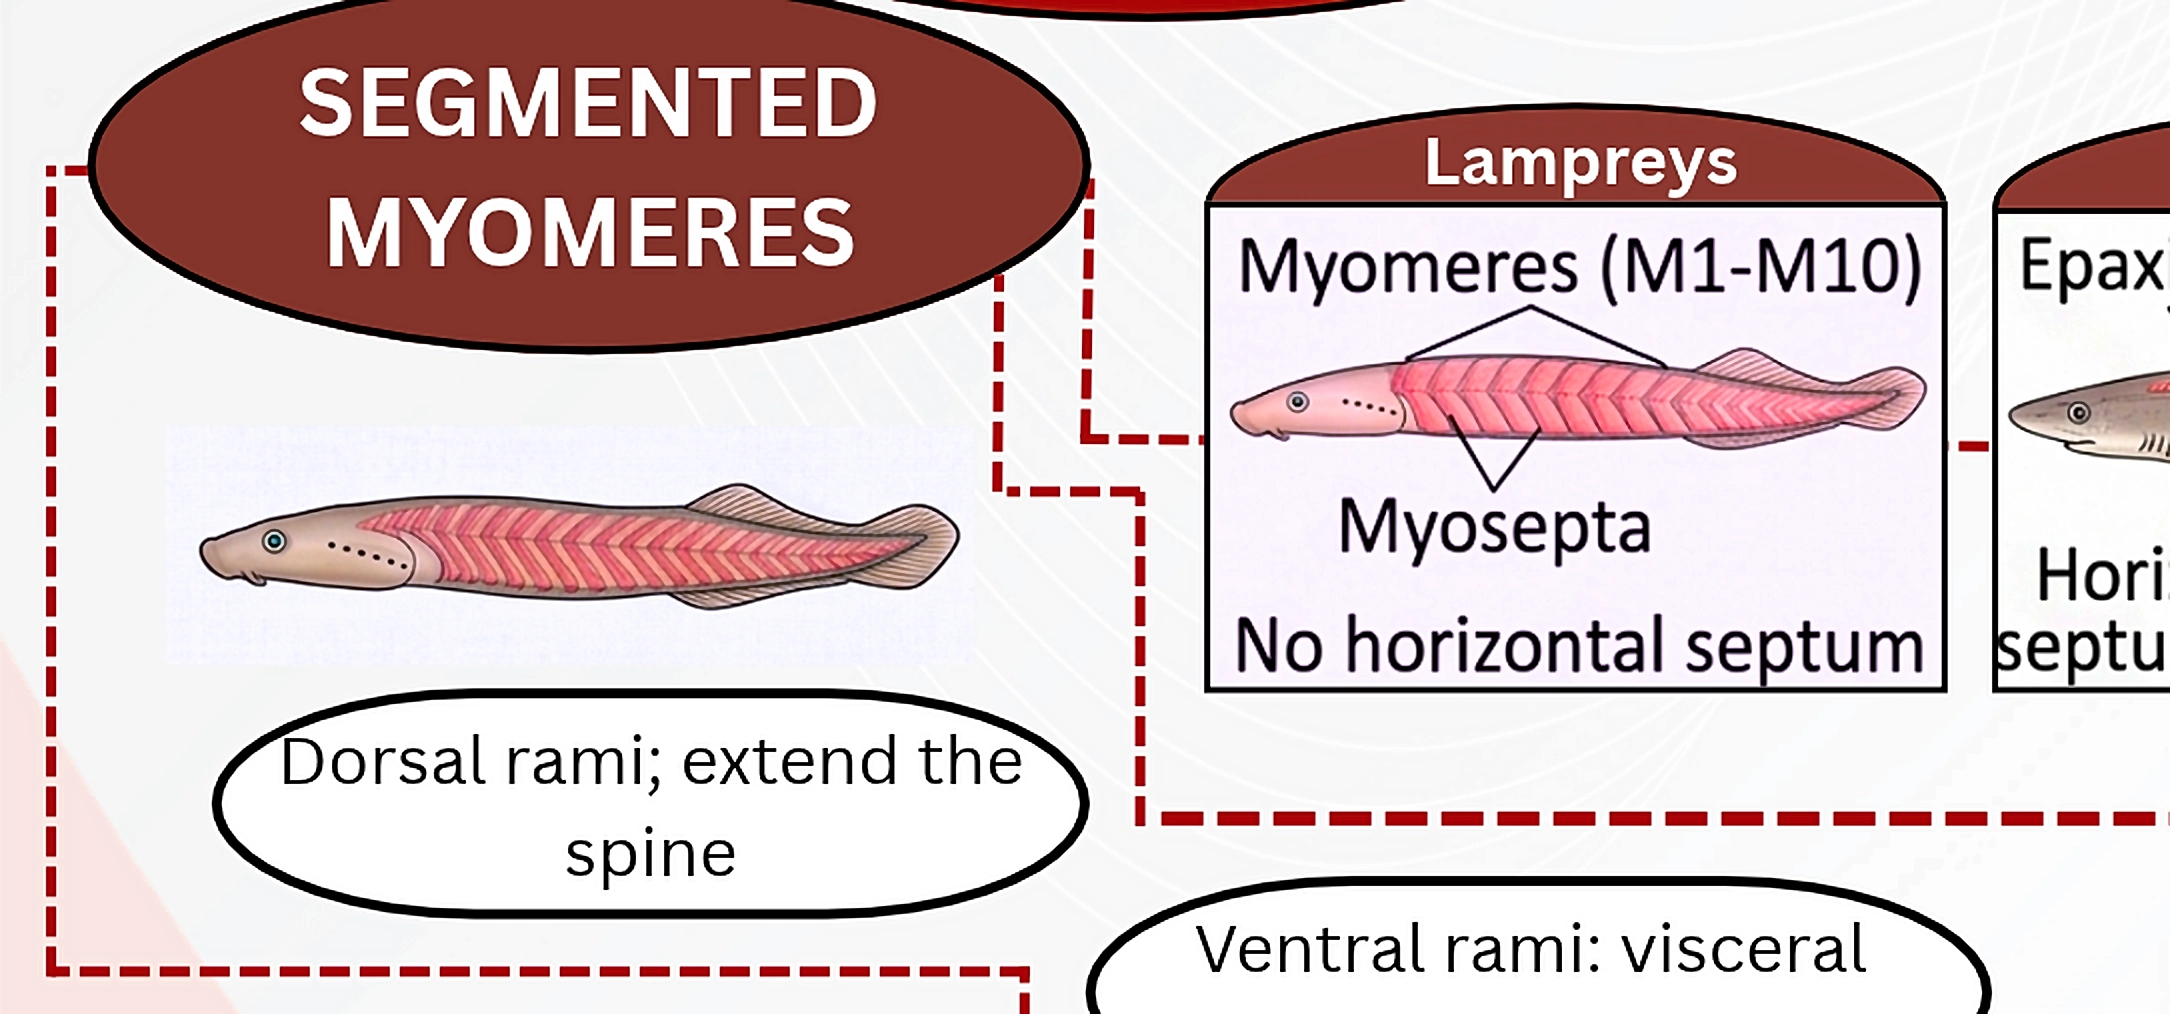 SEGMENTED
MYOMERES
Lampreys
Myomeres (M1-M10)
Myosepta
No horizontal septum
Dorsal rami; extend the
spine
Ventral rami: visceral